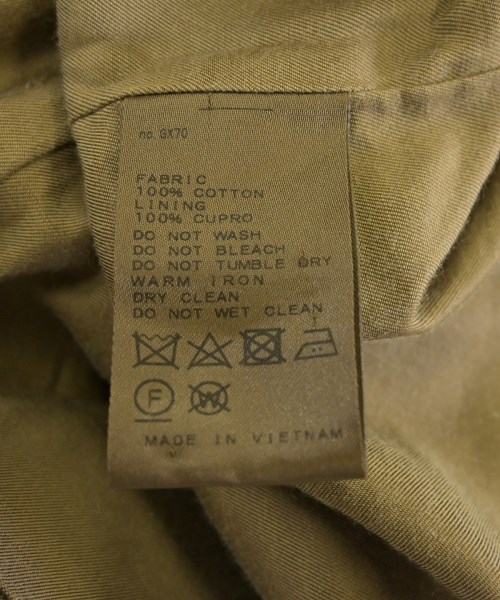 no. GX70
FABRIC
100% COTTON
LINING
100% CUPRO
DO NOT WASH
DO NOT BLEACH
DO NOT TUMBLE DRY
WARM IRON
DRY CLEAN
DO NOT WET CLEAN
F W
MADE IN VIETNAM